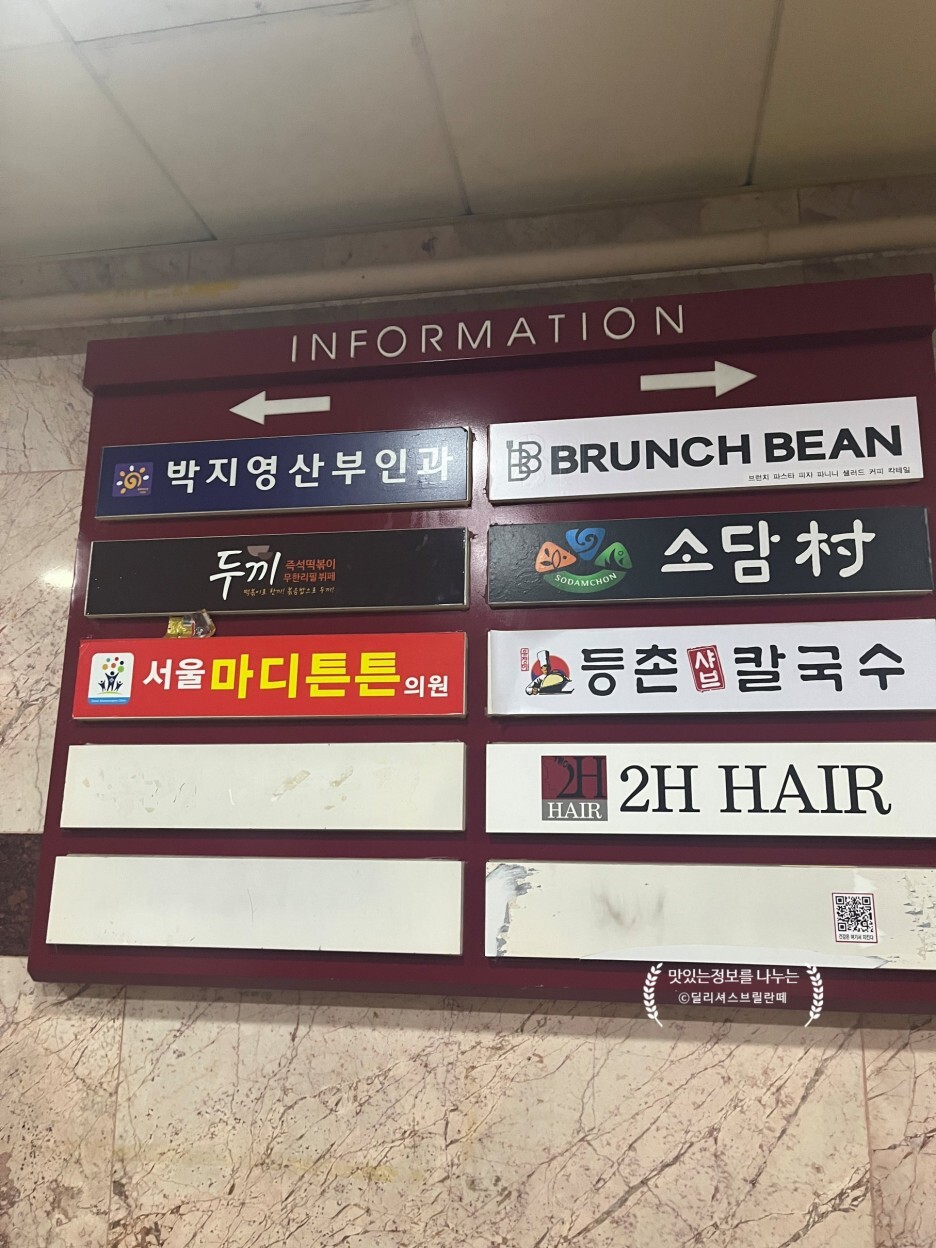 INFORMATION
박지영산부인과
두끼 즉석떡볶이
무한리필 뷔페
서울마디튼튼의원
BRUNCH BEAN
브런치 파스타 피자 파니니 샐러드 커피 칵테일
SODAMCHON
소담村
등촌샤브칼국수
2H
HAIR
2H HAIR
맛있는정보를 나누는
©딜리셔스브릴란떼